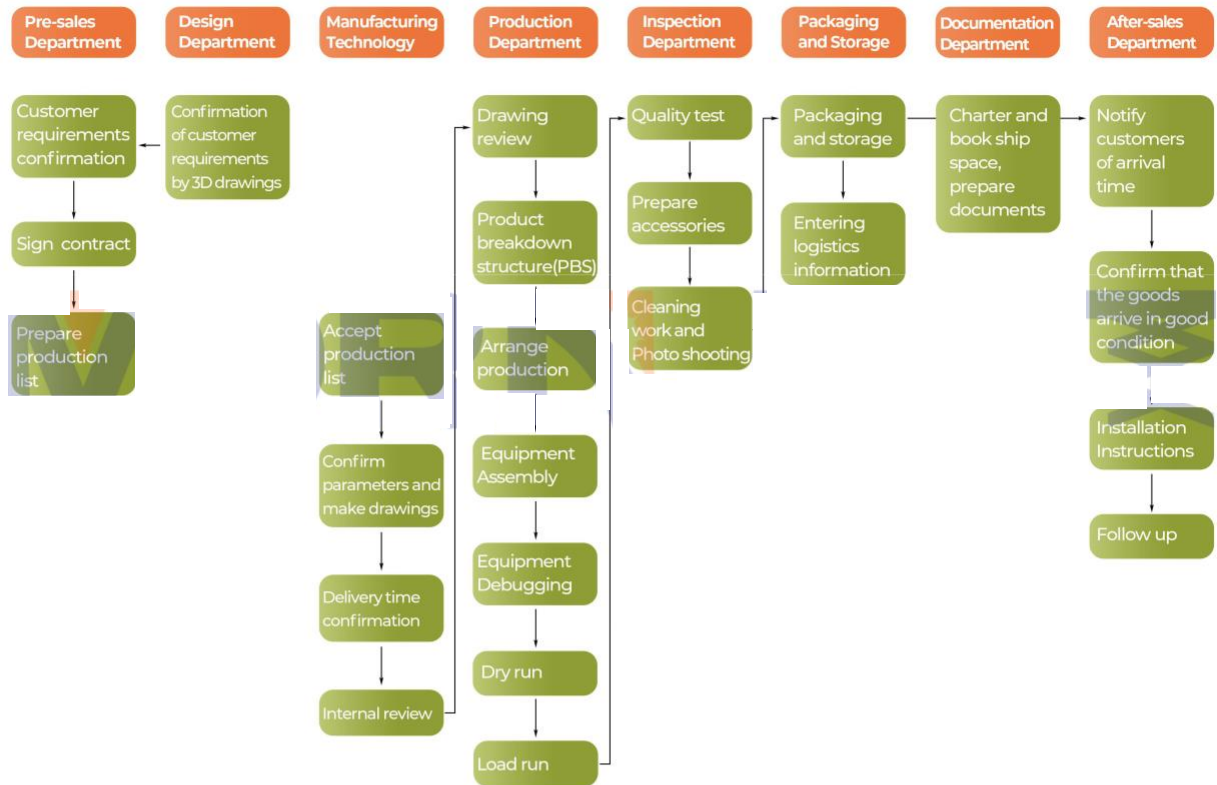 Pre-sales
Department
Design
Department
Manufacturing
Technology
Production
Department
Inspection
Department
Packaging
and Storage
Documentation
Department
After-sales
Department
Customer
requirements
confirmation
Sign contract
Prepare
production
list
Confirmation
of customer
requirements
by 3D drawings
Accept
production
list
Confirm
parameters and
make drawings
Delivery time
confirmation
Internal review
Drawing
review
Product
breakdown
structure(PBS)
Arrange
production
Equipment
Assembly
Equipment
Debugging
Dry run
Load run
Quality test
Prepare
accessories
Cleaning
work and
Photo shooting
Packaging
and storage
Entering
logistics
information
Charter and
book ship
space,
prepare
documents
Notify
customers
of arrival
time
Confirm that
the goods
arrive in good
condition
Installation
Instructions
Follow up